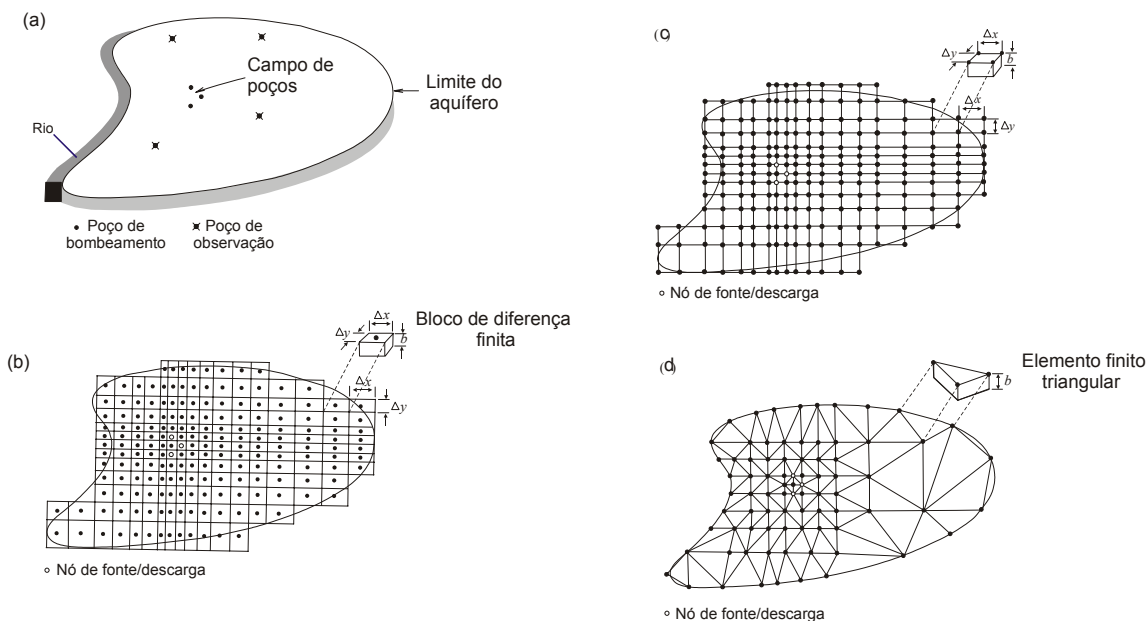 (a)
Campo de
poços
Limite do
aquífero
Rio
Poço de
bombeamento
Poço de
observação
(b)
Bloco de diferença
finita
Δx
Δy
b
Δx
Δy
Nó de fonte/descarga
(c)
Δx
Δy
b
Δx
Δy
Nó de fonte/descarga
(d)
Elemento finito
triangular
b
Nó de fonte/descarga